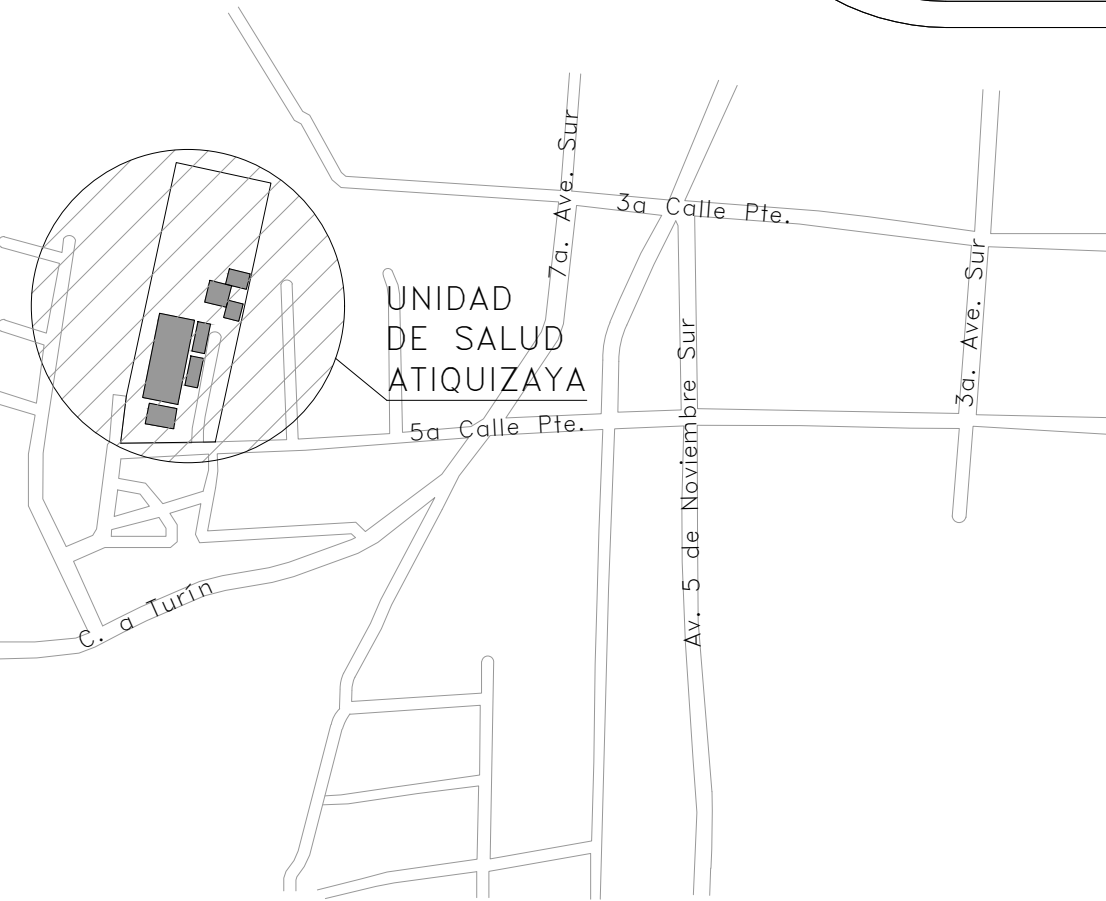 7a. Ave. Sur
3a Calle Pte.
3a. Ave. Sur
UNIDAD
DE SALUD
ATIQUIZAYA
Av. 5 de Noviembre Sur
5a Calle Pte.
C. a Turín